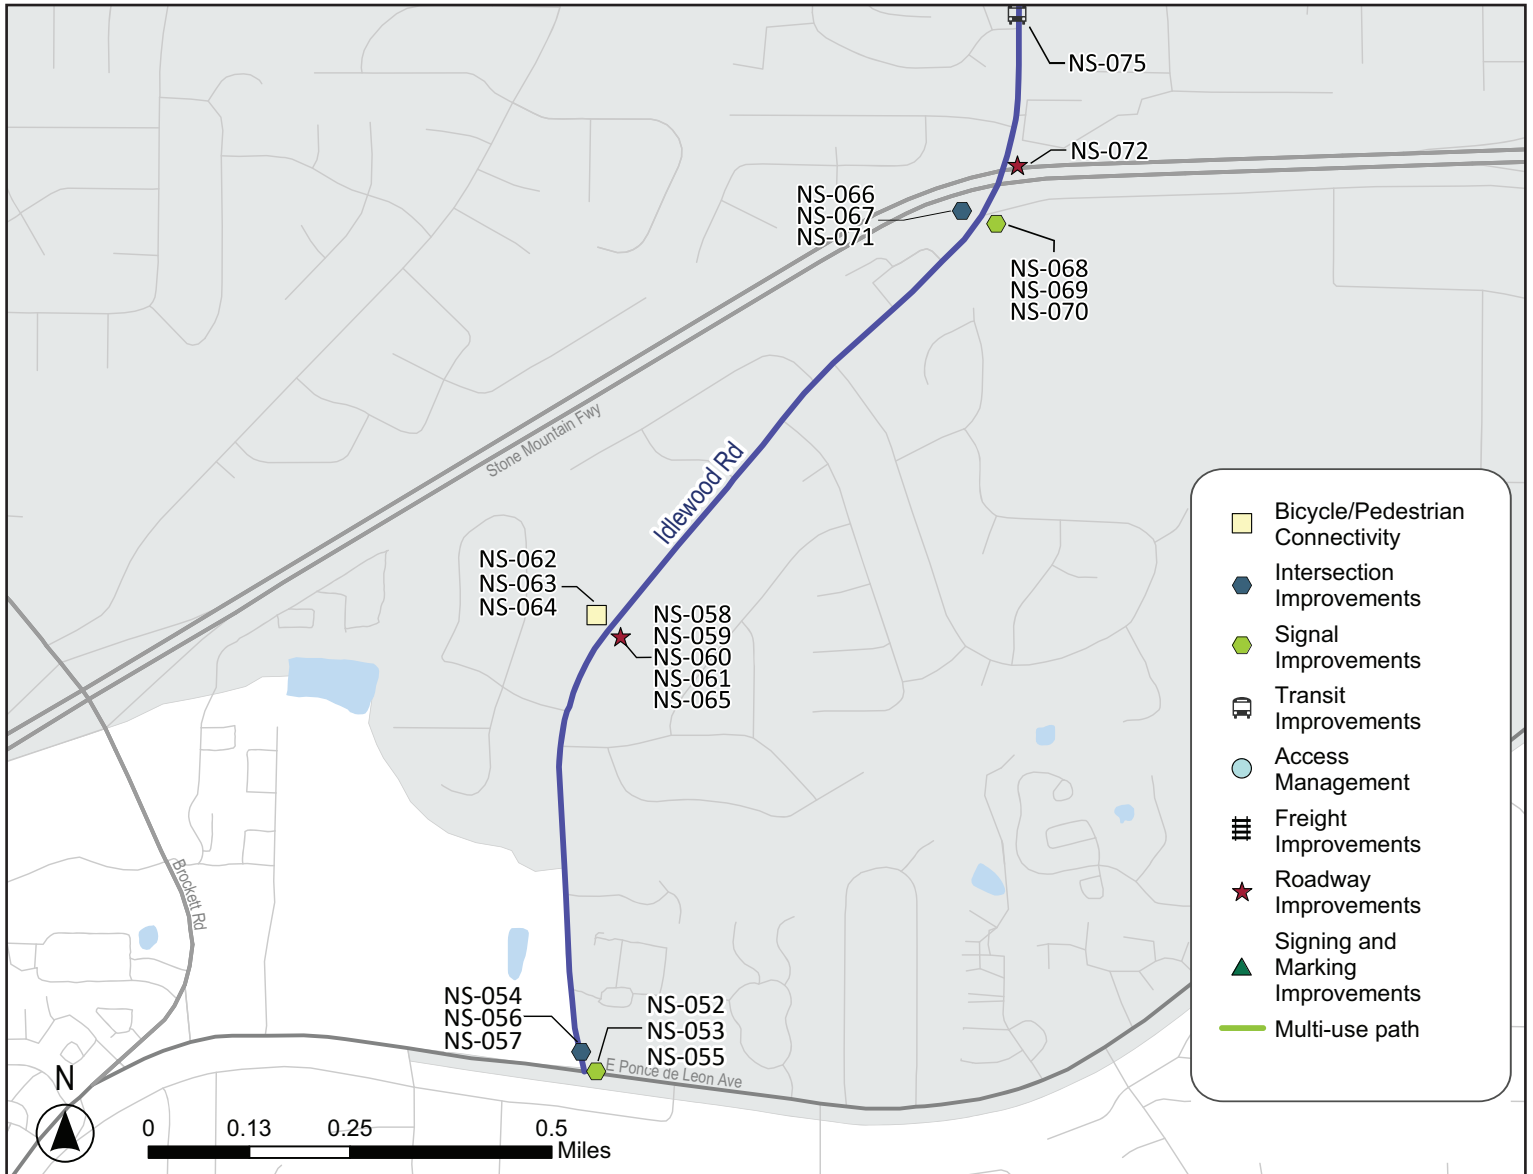 NS-075
NS-072
NS-066
NS-067
NS-071
NS-068
NS-069
NS-070
Stone Mountain Fwy
Idlewood Rd
NS-062
NS-063
NS-064
NS-058
NS-059
NS-060
NS-061
NS-065
Brockett Rd
NS-054
NS-056
NS-057
NS-052
NS-053
NS-055
E Ponce de Leon Ave
Bicycle/Pedestrian
Connectivity
Intersection
Improvements
Signal
Improvements
Transit
Improvements
Access
Management
Freight
Improvements
Roadway
Improvements
Signing and
Marking
Improvements
Multi-use path
N
0 0.13 0.25 0.5
Miles